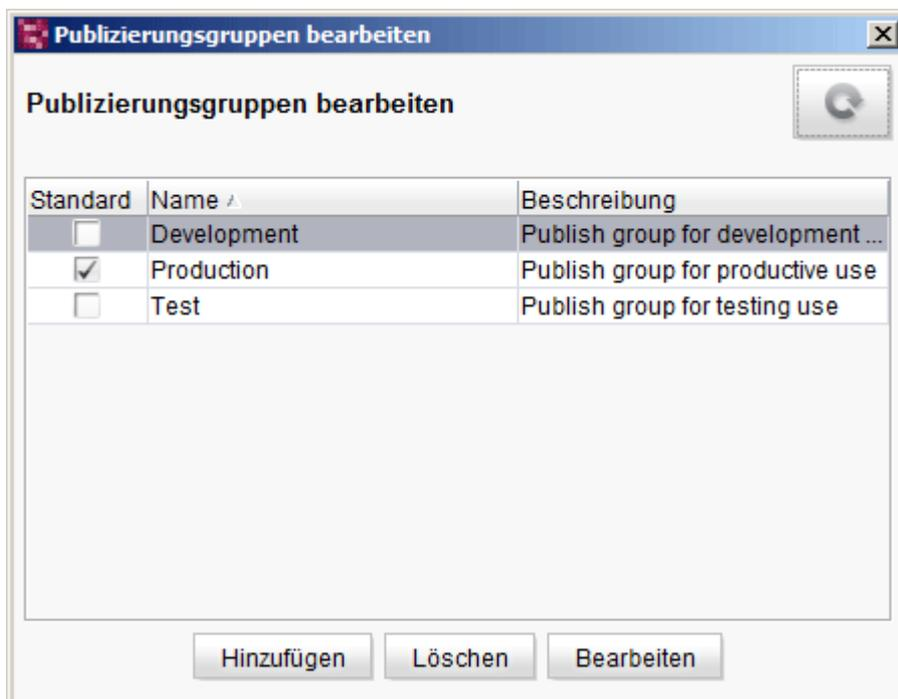 Publizierungsgruppen bearbeiten
Publizierungsgruppen bearbeiten
Standard Name Beschreibung
Development Publish group for development ...
Production Publish group for productive use
Test Publish group for testing use
Hinzufügen Löschen Bearbeiten